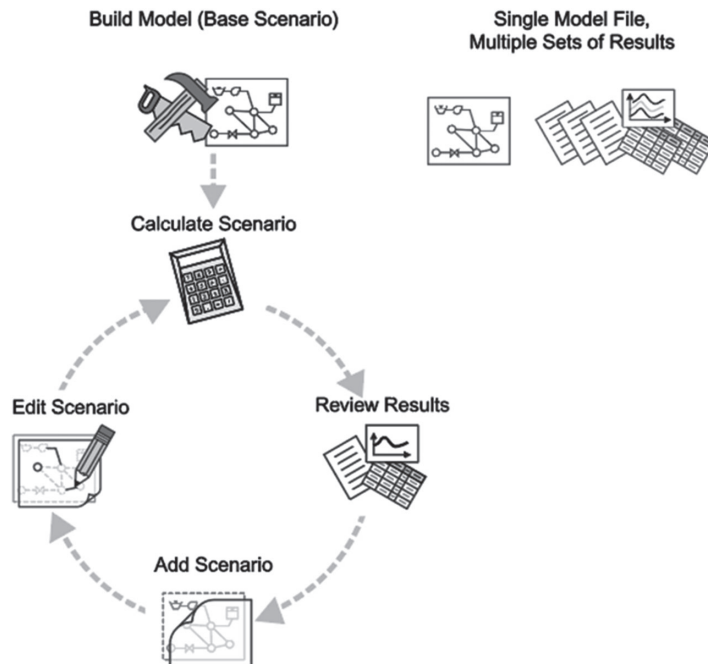 Build Model (Base Scenario)
Single Model File,
Multiple Sets of Results
Calculate Scenario
Edit Scenario
Review Results
Add Scenario